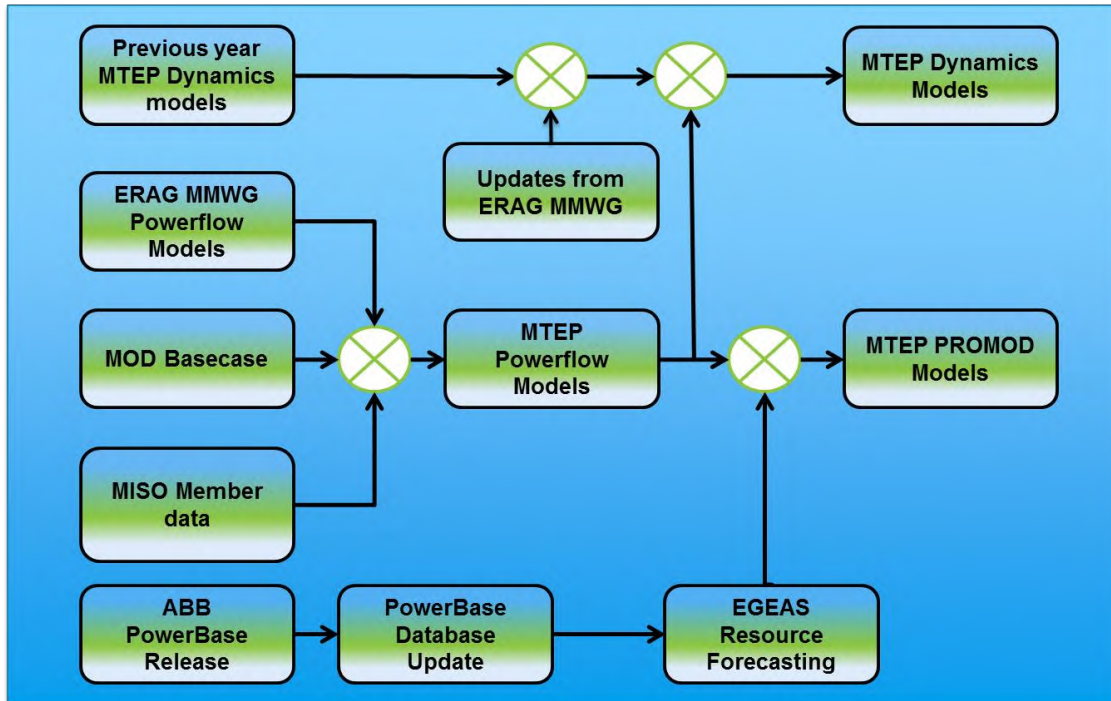 Previous year
MTEP Dynamics
models
MTEP Dynamics
Models
Updates from
ERAG MMWG
ERAG MMWG
Powerflow
Models
MOD Basecase
MTEP
Powerflow
Models
MTEP PROMOD
Models
MISO Member
data
ABB
PowerBase
Release
PowerBase
Database
Update
EGEAS
Resource
Forecasting